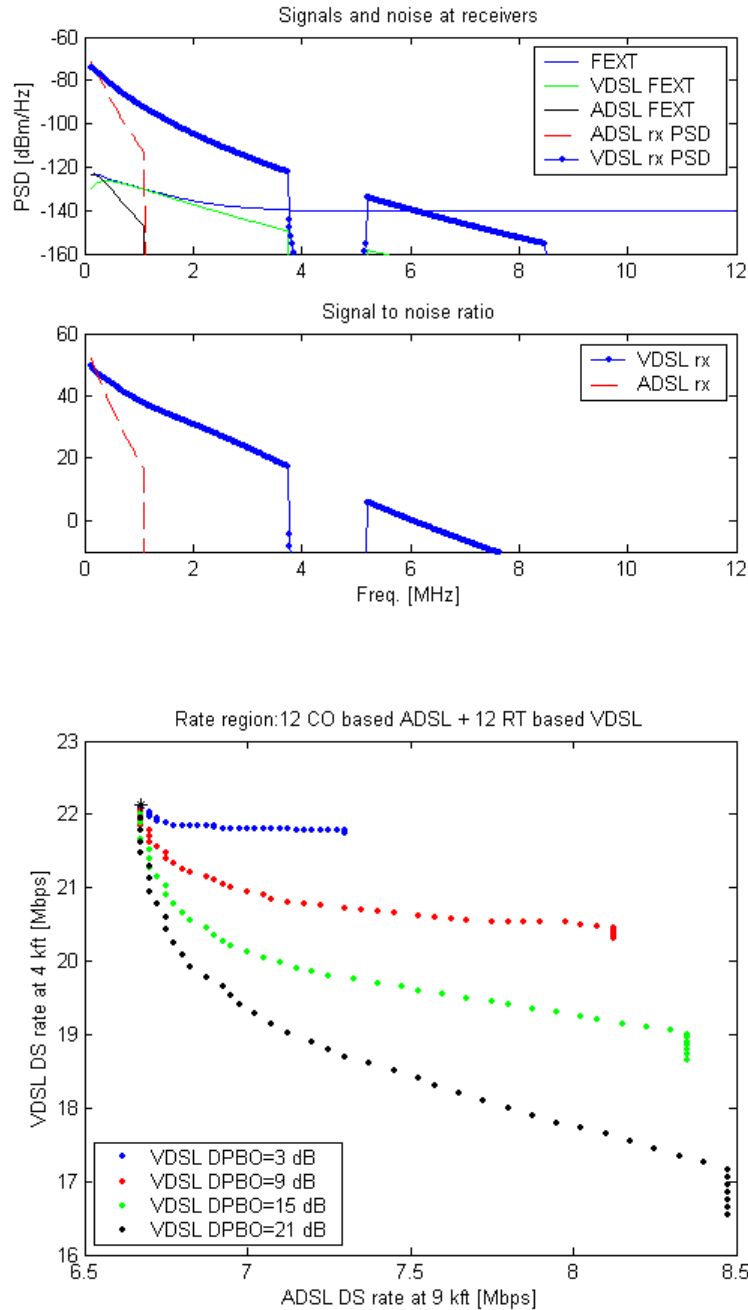 Signals and noise at receivers
-60
-80
-100
-120
-140
-160
PSD [dBm/Hz]
FEXT
VDSL FEXT
ADSL FEXT
ADSL rx PSD
VDSL rx PSD
0 2 4 6 8 10 12
Signal to noise ratio
60
40
20
0
VDSL rx
ADSL rx
0 2 4 6 8 10 12
Freq. [MHz]
Rate region:12 CO based ADSL + 12 RT based VDSL
23
22
21
20
19
18
17
16
VDSL DS rate at 4 kft [Mbps]
VDSL DPBO=3 dB
VDSL DPBO=9 dB
VDSL DPBO=15 dB
VDSL DPBO=21 dB
6.5 7 7.5 8 8.5
ADSL DS rate at 9 kft [Mbps]